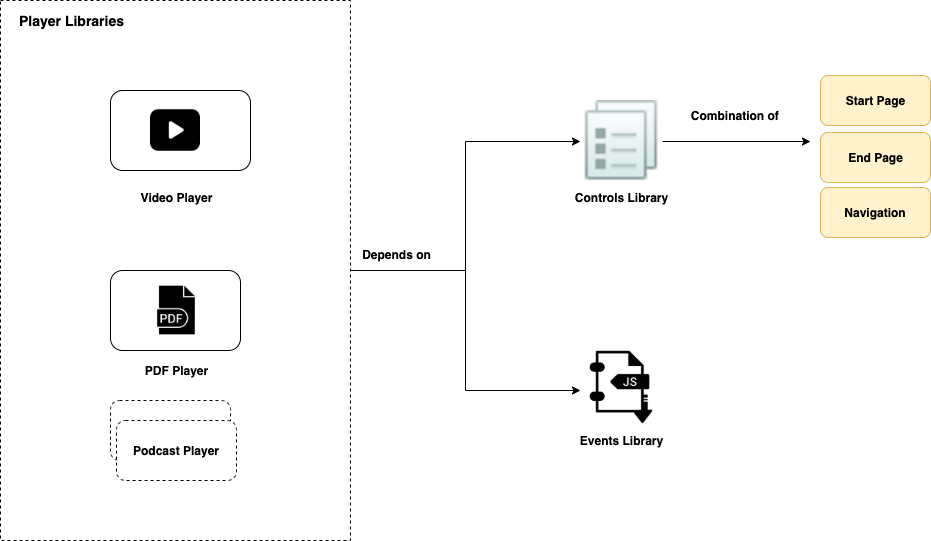 Player Libraries
Video Player
PDF
PDF Player
Podcast Player
Depends on
Controls Library
Combination of
Start Page
End Page
Navigation
JS
Events Library